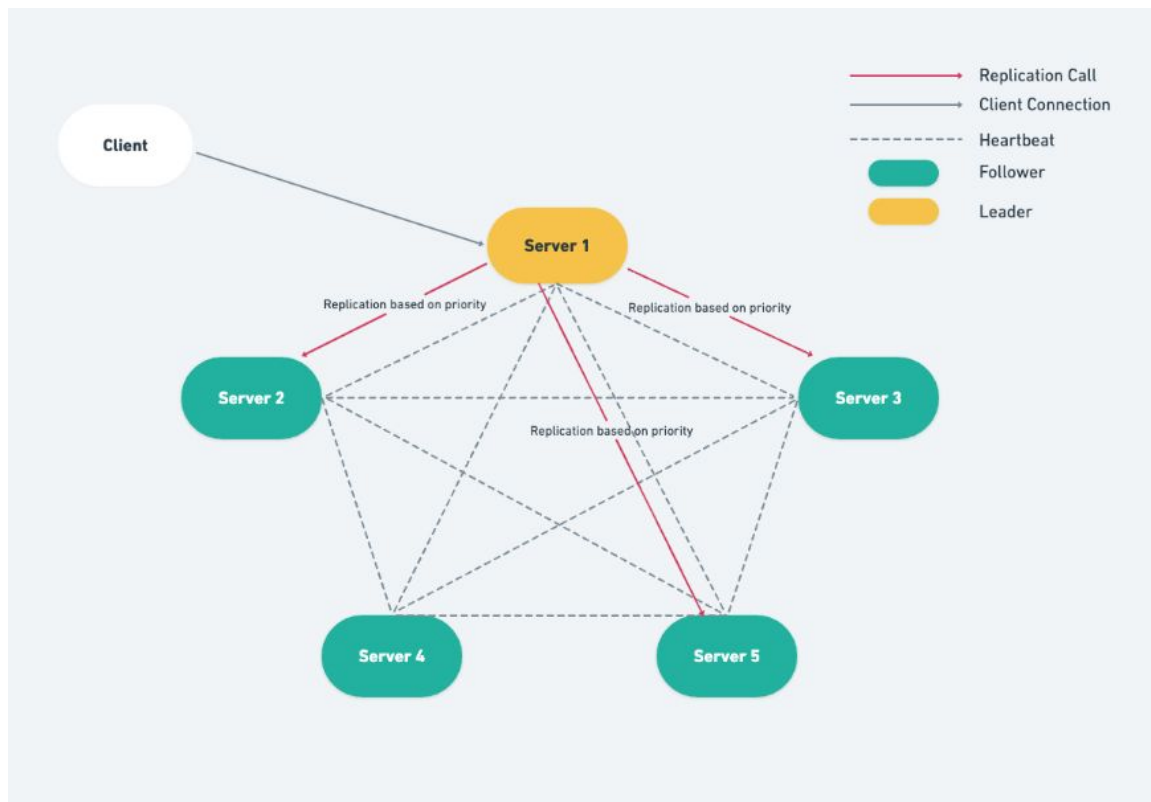 Replication Call
Client Connection
Heartbeat
Follower
Leader
Client
Server 1
Replication based on priority
Replication based on priority
Server 2
Server 3
Replication based on priority
Server 4
Server 5